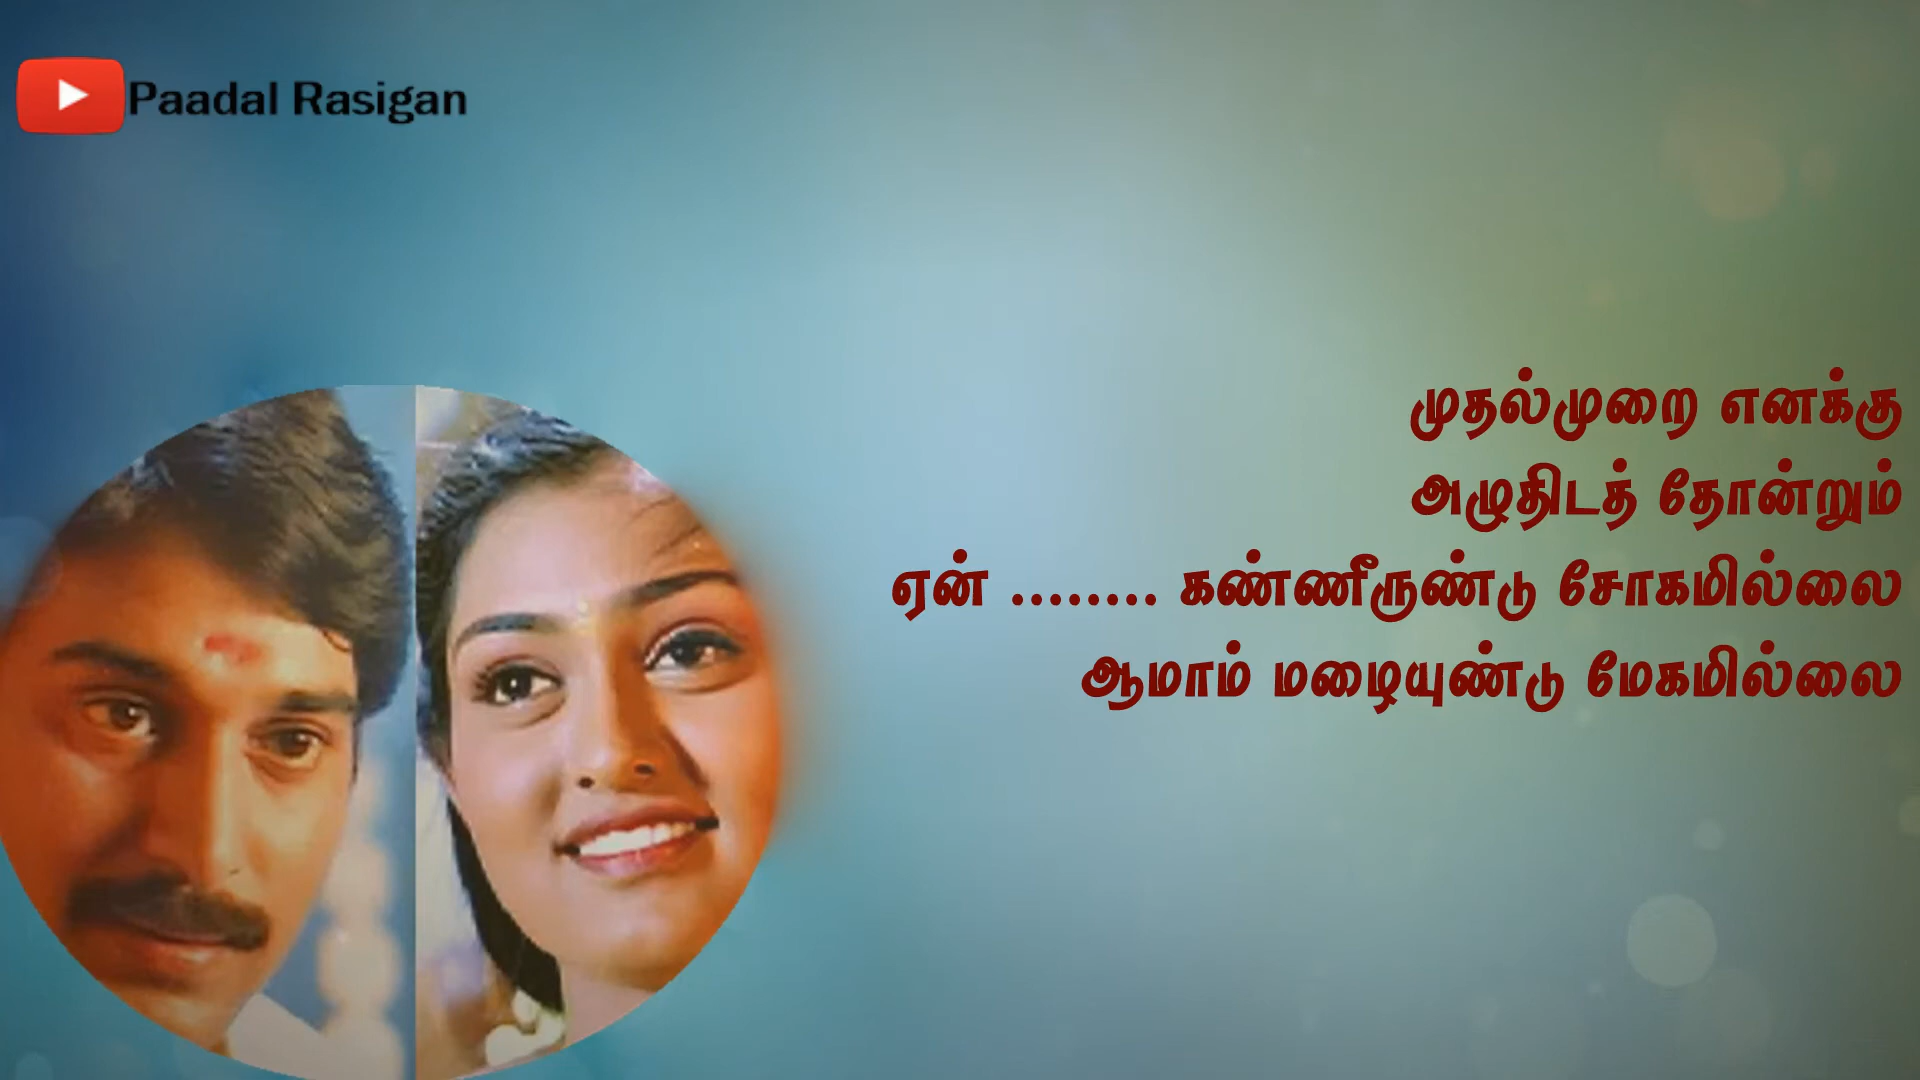 Paadal Rasigan
முதல்முறை எனக்கு
அழுதிடத் தோன்றும்
ஏன் ........ கண்ணீருண்டு சோகமில்லை
ஆமாம் மழையுண்டு மேகமில்லை